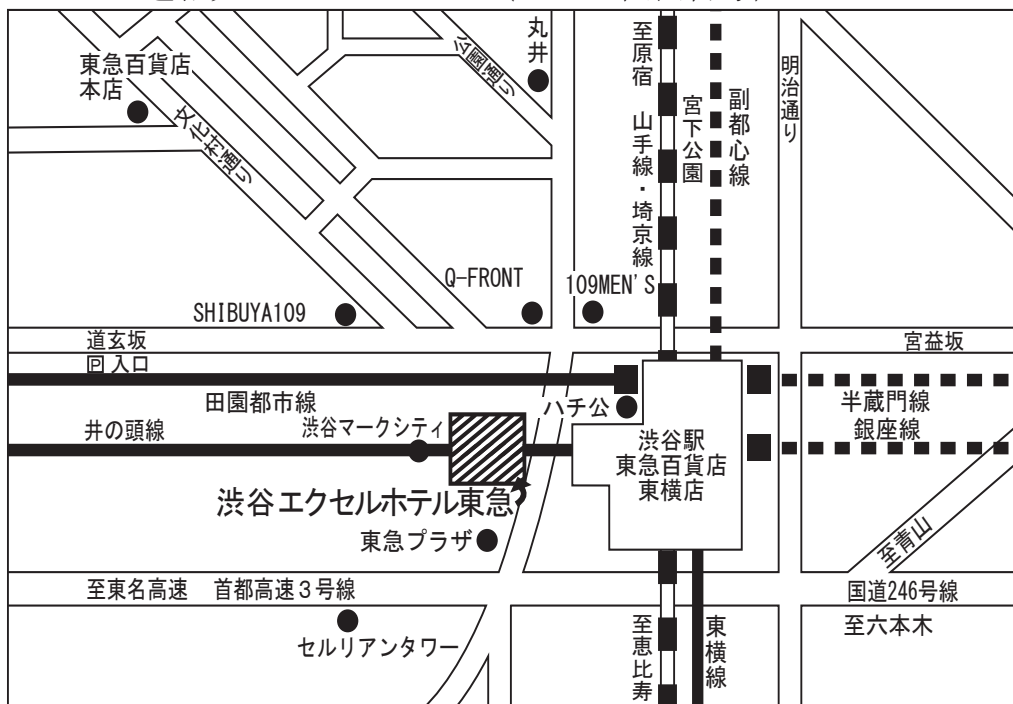 丸井
東急百貨店
本店
公園通り
文化村通り
至原宿
山手線・埼京線
宮下公園
副都心線
明治通り
Q-FRONT
109MEN'S
SHIBUYA109
道玄坂
宮益坂
P 入口
田園都市線
ハチ公
半蔵門線
井の頭線
渋谷マークシティ
銀座線
渋谷駅
東急百貨店
東横店
渋谷エクセルホテル東急
東急プラザ
至青山
至東名高速 首都高速3号線
国道246号線
セルリアンタワー
至恵比寿
東横線
至六本木